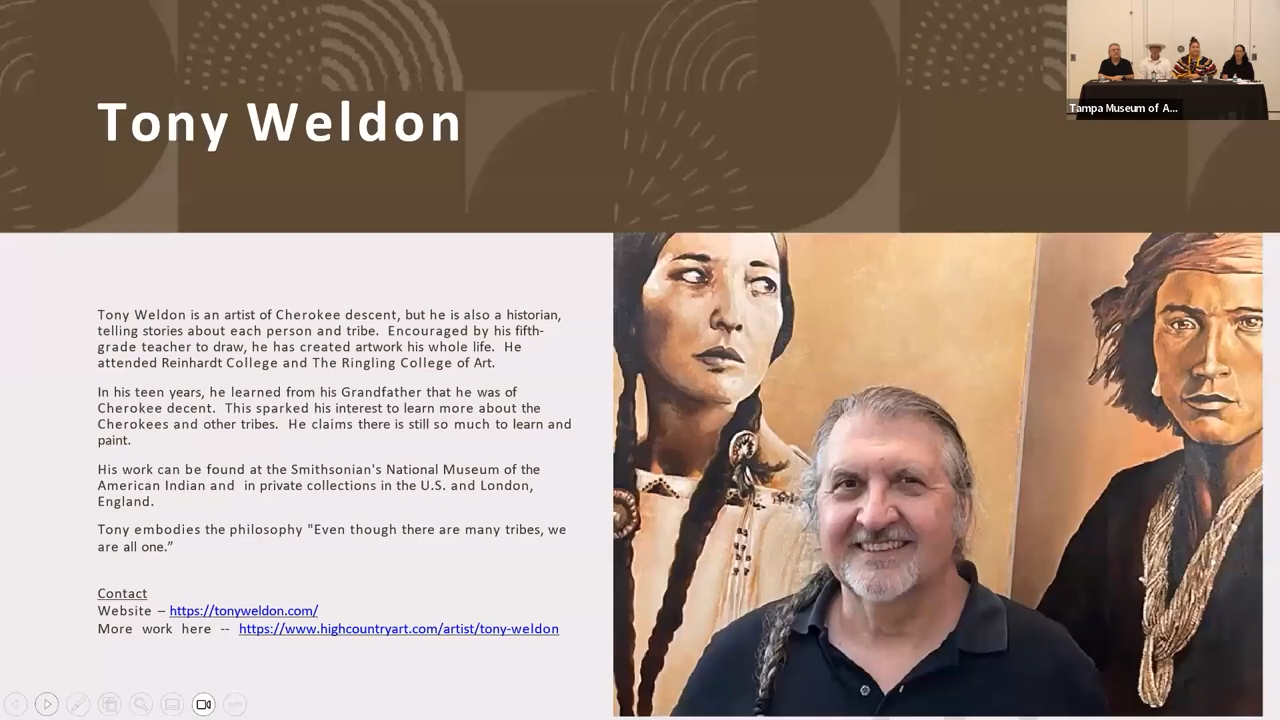 Tony Weldon
Tampa Museum of A...
Tony Weldon is an artist of Cherokee descent, but he is also a historian,
telling stories about each person and tribe.  Encouraged by his fifth-
grade teacher to draw, he has created artwork his whole life.  He
attended Reinhardt College and The Ringling College of Art.
In his teen years, he learned from his Grandfather that he was of
Cherokee decent.  This sparked his interest to learn more about the
Cherokees and other tribes.  He claims there is still so much to learn and
paint.
His work can be found at the Smithsonian's National Museum of the
American Indian and  in private collections in the U.S. and London,
England.
Tony embodies the philosophy "Even though there are many tribes, we
are all one.”
Contact
Website – https://tonyweldon.com/
More work here -- https://www.highcountryart.com/artist/tony-weldon